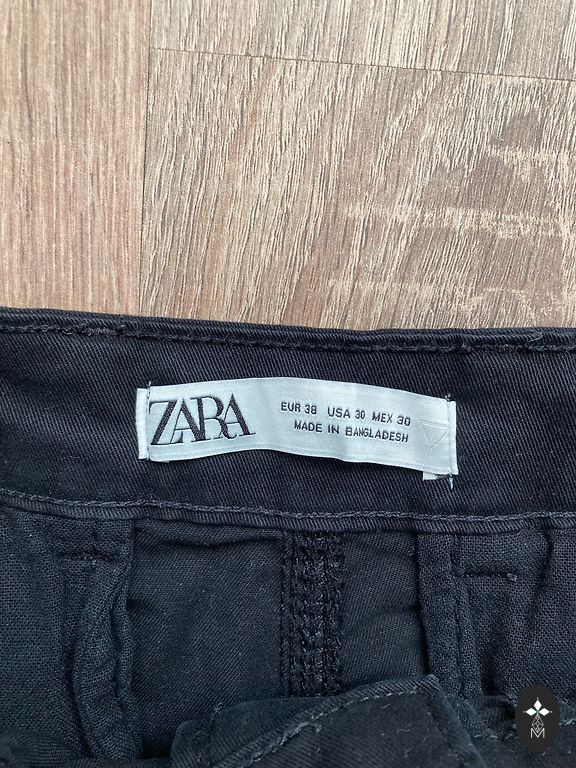 ZARA
EUR 38 USA 30 MEX 30
MADE IN BANGLADESH
M